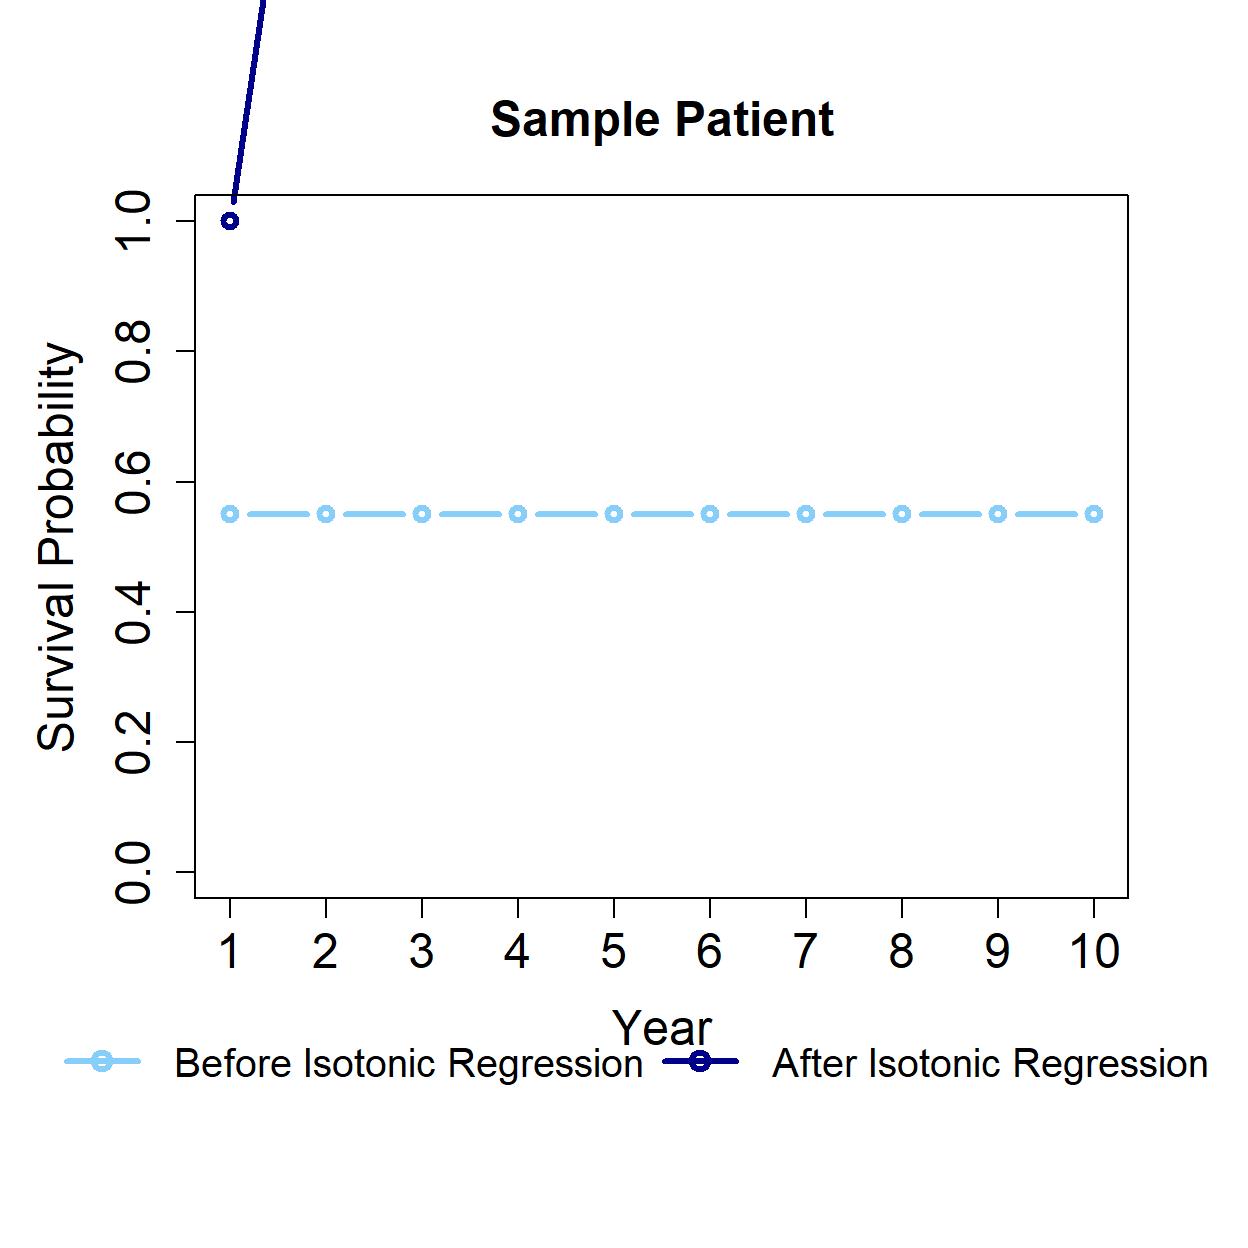 Sample Patient
Survival Probability
1.0
0.8
0.6
0.4
0.2
0.0
1 2 3 4 5 6 7 8 9 10
Year
Before Isotonic Regression After Isotonic Regression